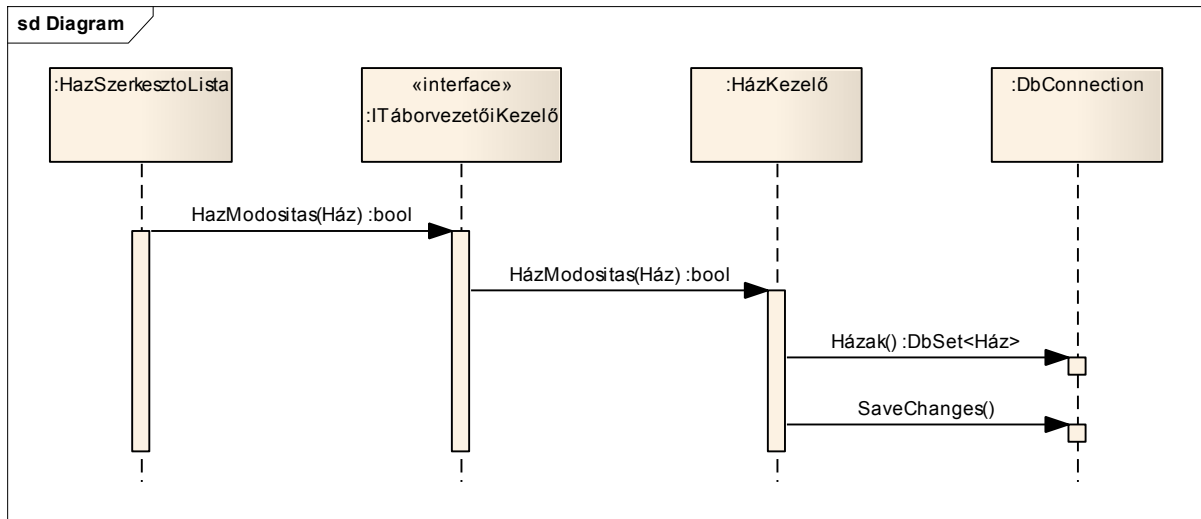 sd Diagram
:HazSzerkesztoLista
«interface»
:ITáborvezetőiKezelő
:HázKezelő
:DbConnection
HazModositas(Ház) :bool
HázModositas(Ház) :bool
Házak() :DbSet<Ház>
SaveChanges()